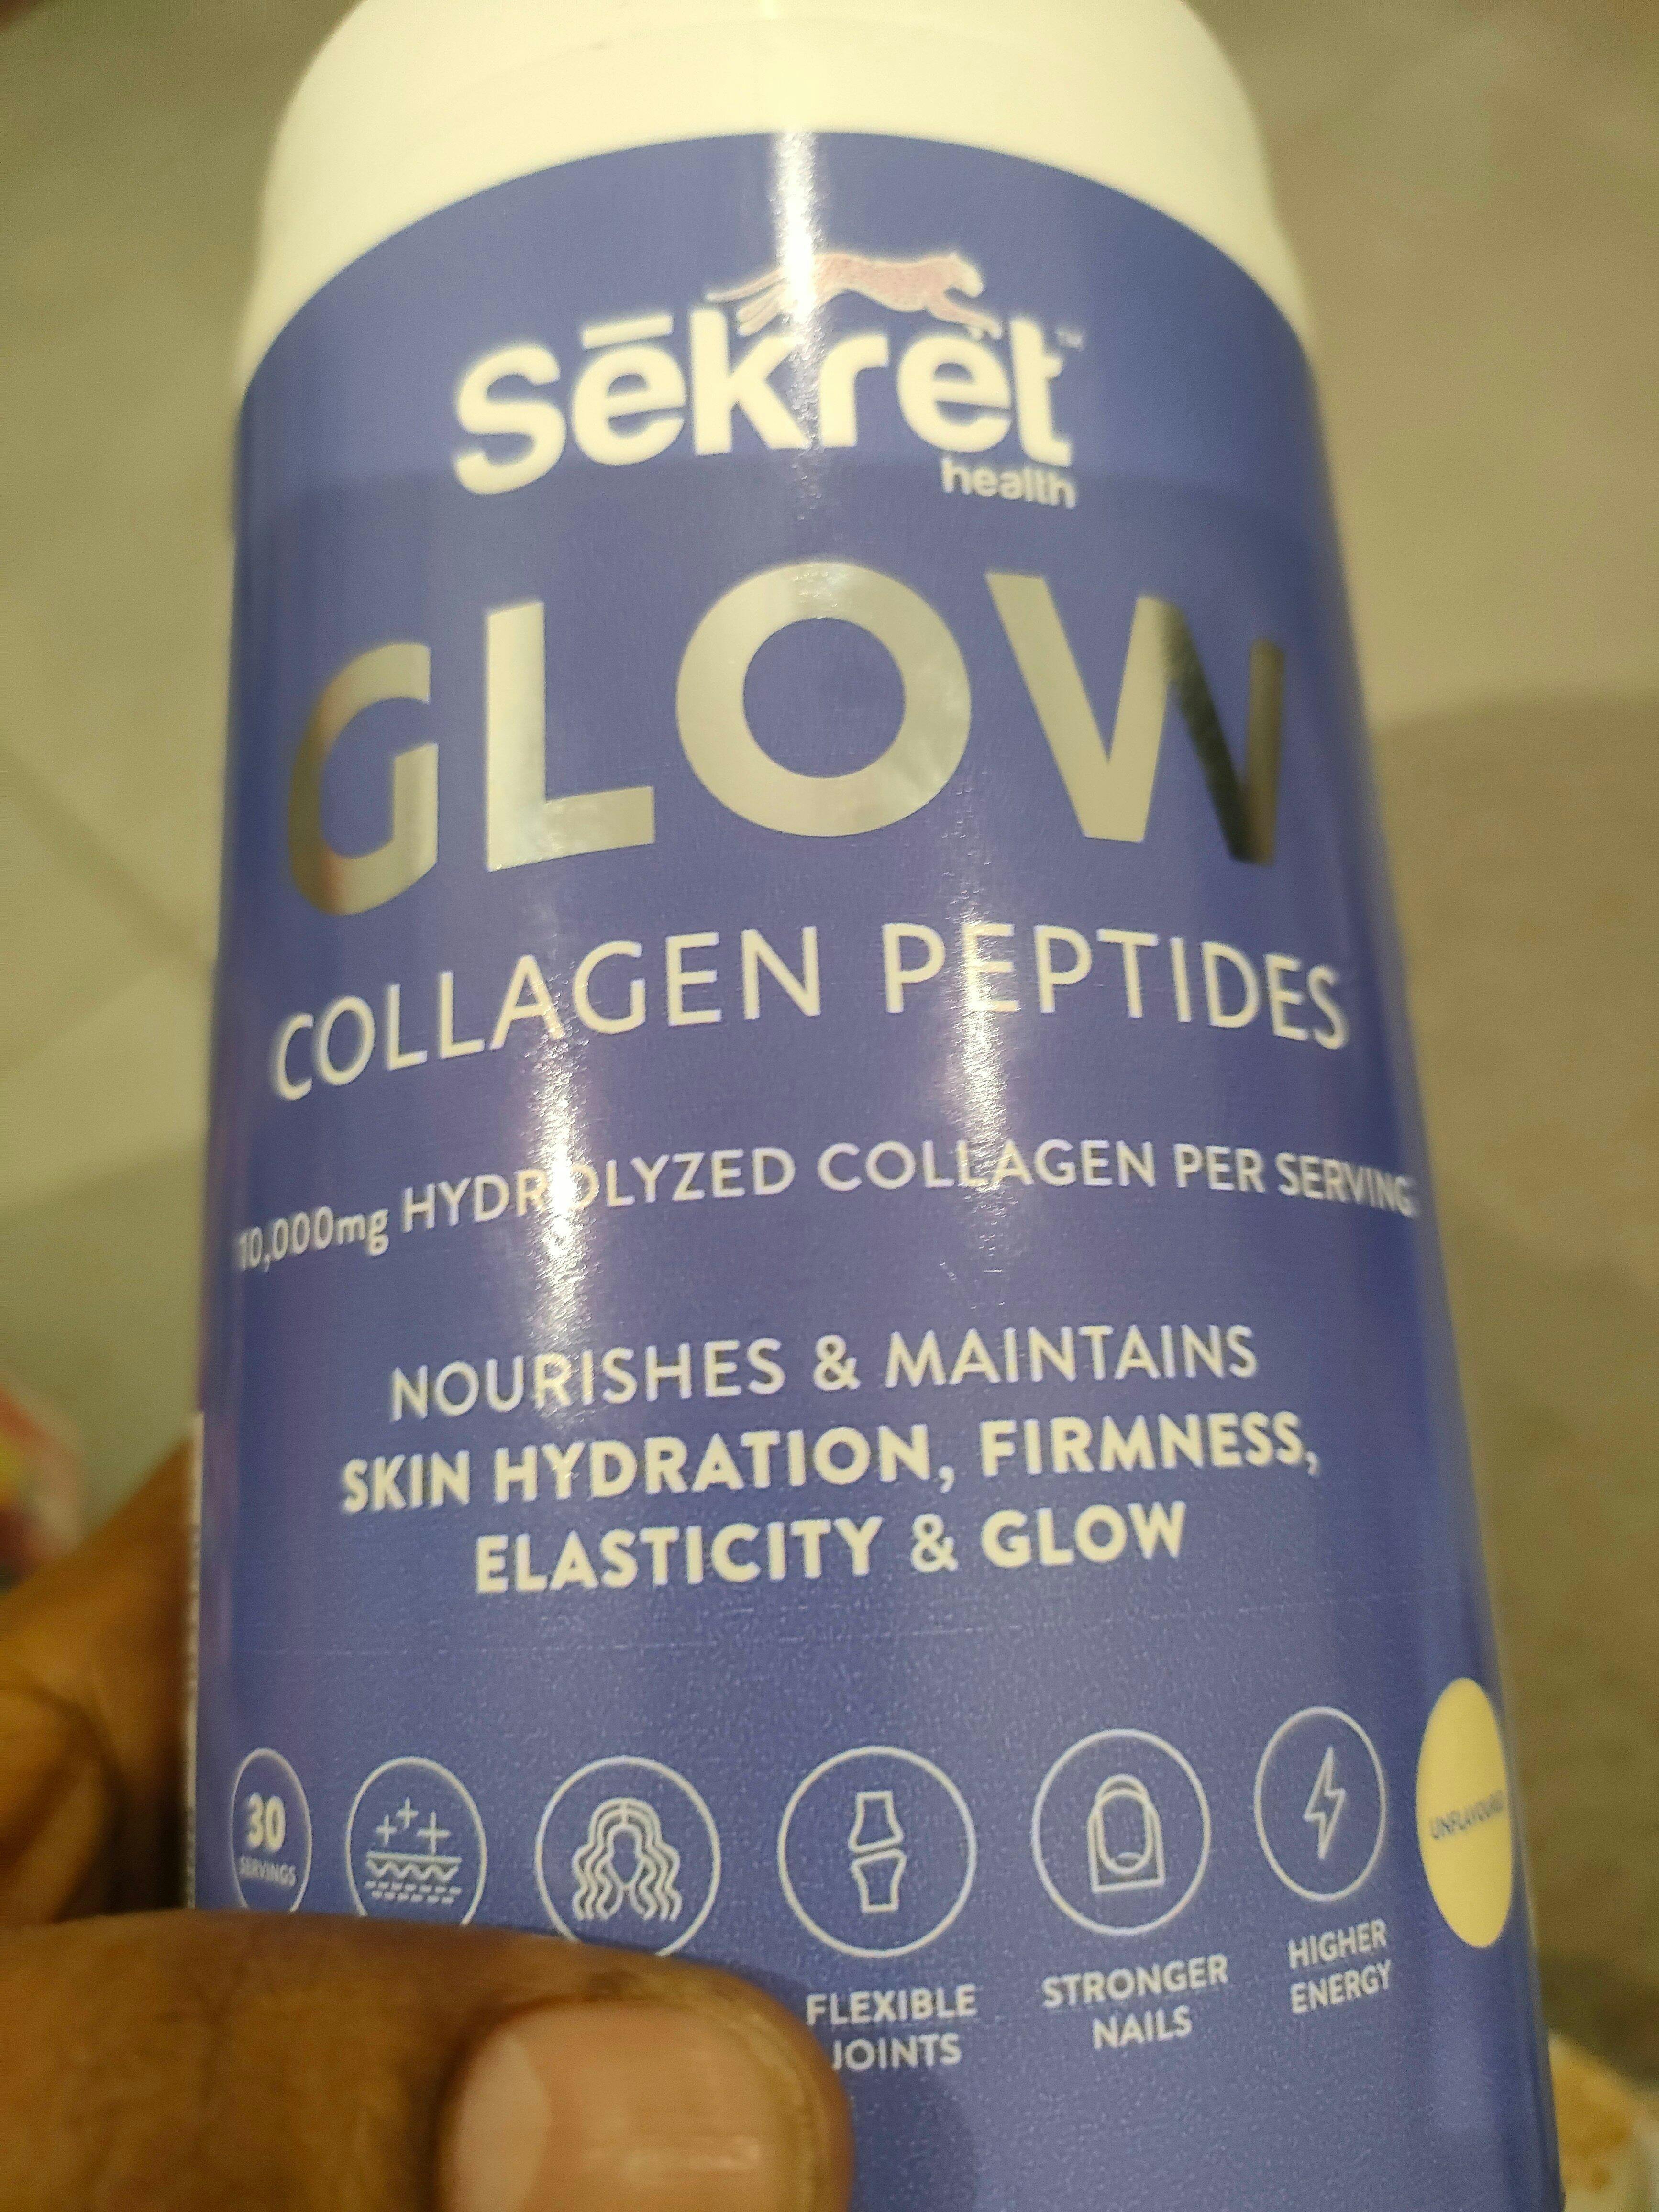 sēkret™
health
GLOW
COLLAGEN PEPTIDES
10,000mg HYDROLYZED COLLAGEN PER SERVING
NOURISHES & MAINTAINS
SKIN HYDRATION, FIRMNESS,
ELASTICITY & GLOW
30
SERVINGS
FLEXIBLE
JOINTS
STRONGER
NAILS
HIGHER
ENERGY
UNFLAVOURED